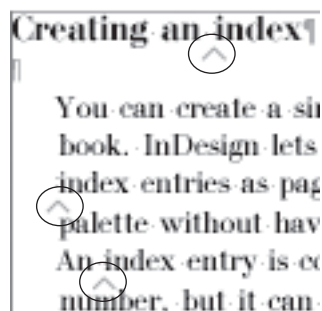 Creating an index¶
¶
You can create a sin
book. InDesign lets
index entries as pag
palette without hav
An index entry is co
number, but it can